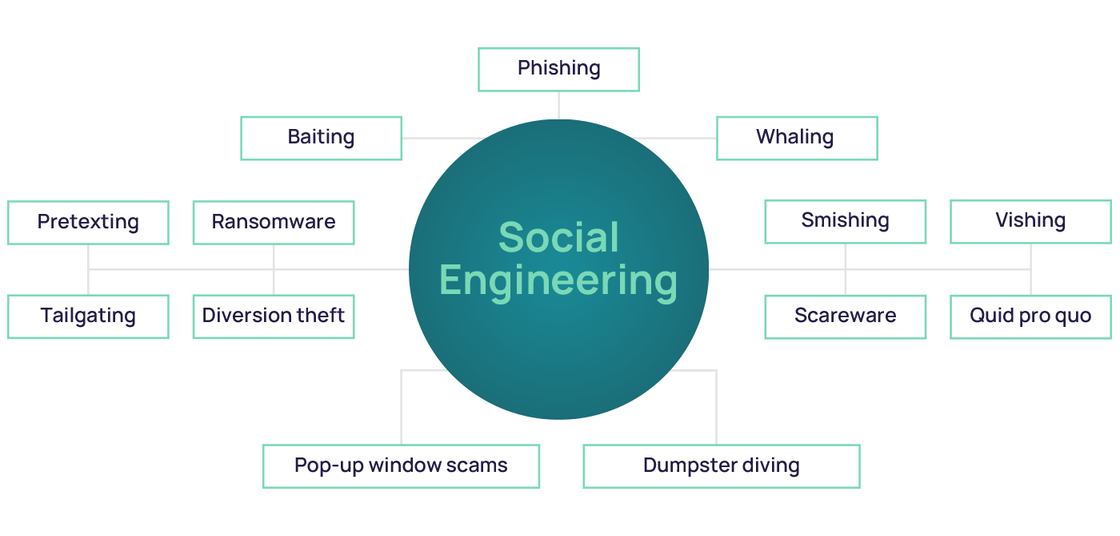 Phishing
Baiting
Whaling
Pretexting
Ransomware
Smishing
Vishing
Social
Engineering
Tailgating
Diversion theft
Scareware
Quid pro quo
Pop-up window scams
Dumpster diving